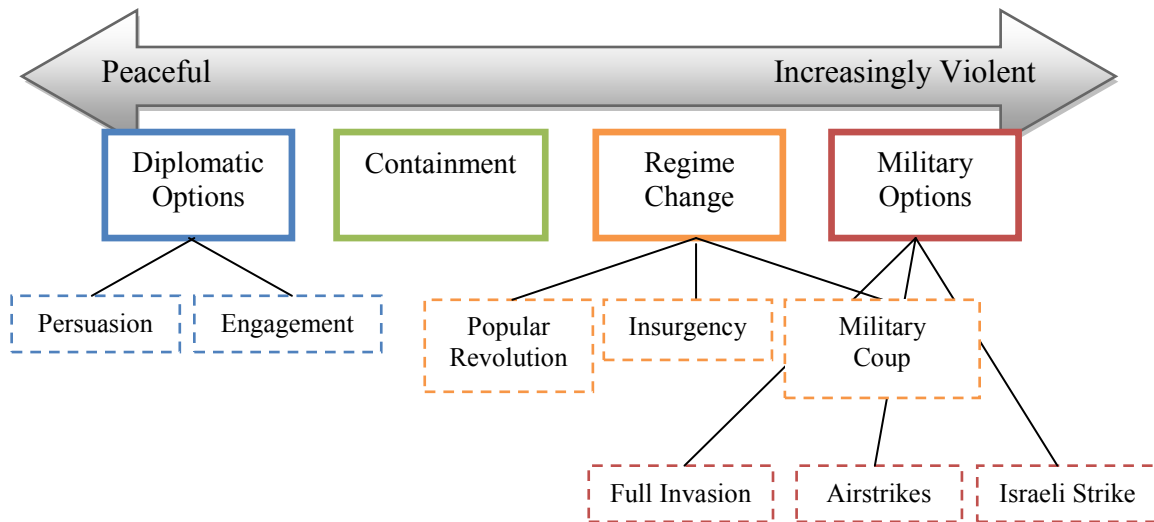 Peaceful
Increasingly Violent
Diplomatic
Options
Containment
Regime
Change
Military
Options
Persuasion
Engagement
Popular
Revolution
Insurgency
Military
Coup
Full Invasion
Airstrikes
Israeli Strike